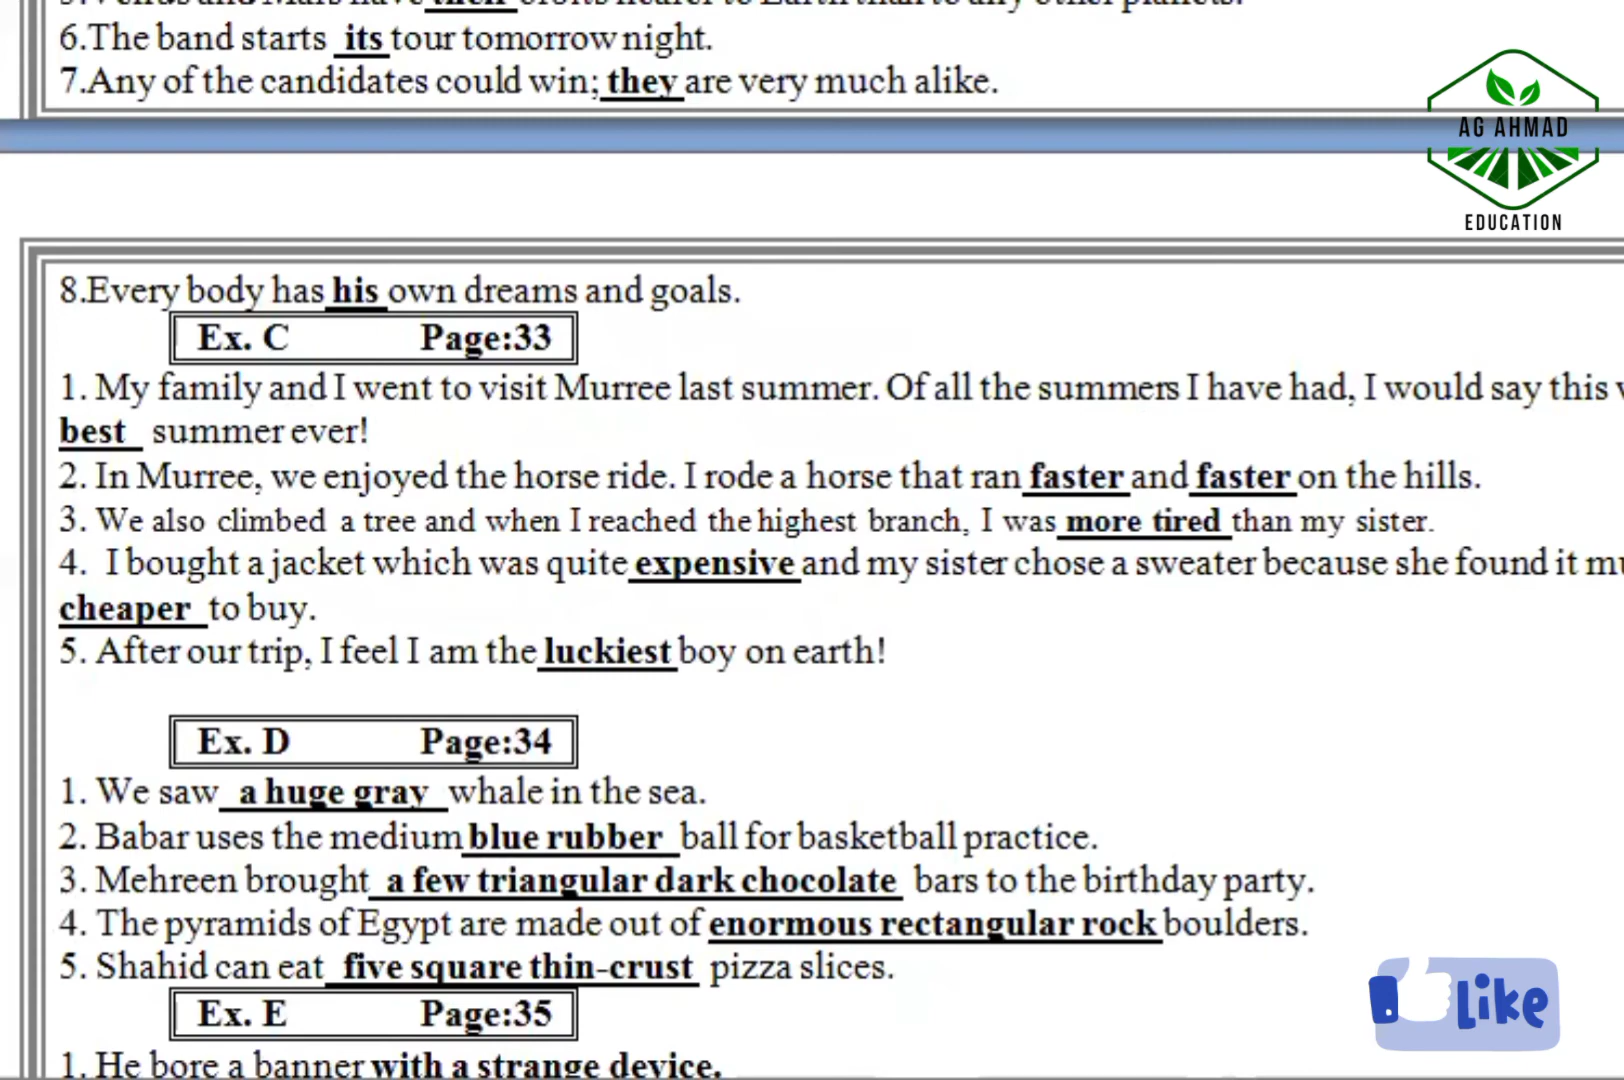 6.The band starts its tour tomorrow night.
7.Any of the candidates could win; they are very much alike.
AG AHMAD
EDUCATION
8.Every body has his own dreams and goals.
Ex. C Page:33
1. My family and I went to visit Murree last summer. Of all the summers I have had, I would say this
best summer ever!
2. In Murree, we enjoyed the horse ride. I rode a horse that ran faster and faster on the hills.
3. We also climbed a tree and when I reached the highest branch, I was more tired than my sister.
4. I bought a jacket which was quite expensive and my sister chose a sweater because she found it
cheaper to buy.
5. After our trip, I feel I am the luckiest boy on earth!
Ex. D Page:34
1. We saw a huge gray whale in the sea.
2. Babar uses the medium blue rubber ball for basketball practice.
3. Mehreen brought a few triangular dark chocolate bars to the birthday party.
4. The pyramids of Egypt are made out of enormous rectangular rock boulders.
5. Shahid can eat five square thin-crust pizza slices.
like
Ex. E Page:35
1. He bore a banner with a strange device.